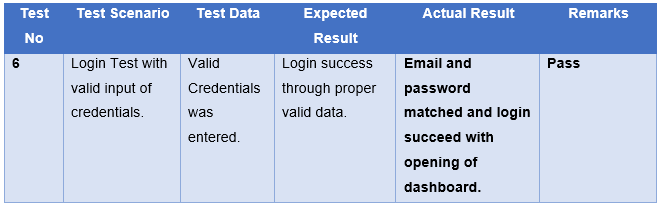 Test No
Test Scenario
Test Data
Expected Result
Actual Result
Remarks
6
Login Test with
valid input of
credentials.
Valid
Credentials
was
entered.
Login success
through proper
valid data.
Email and
password
matched and login
succeed with
opening of
dashboard.
Pass